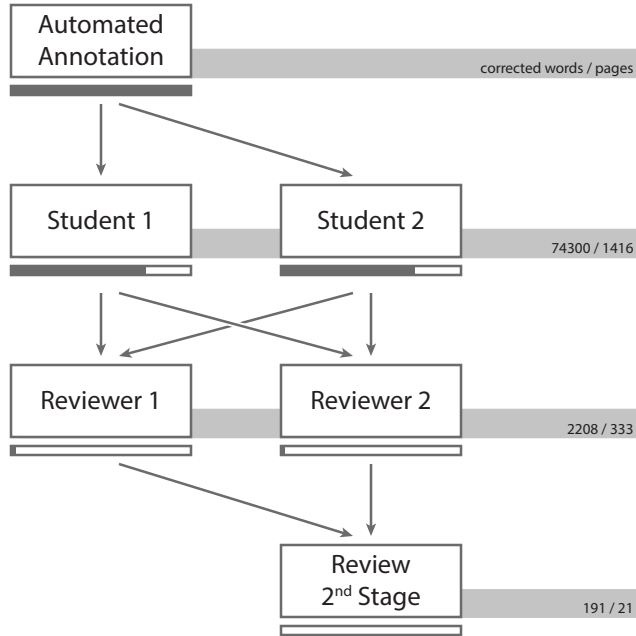 Automated
Annotation
corrected words / pages
Student 1
Student 2
74300 / 1416
Reviewer 1
Reviewer 2
2208 / 333
Review
2nd Stage
191 / 21